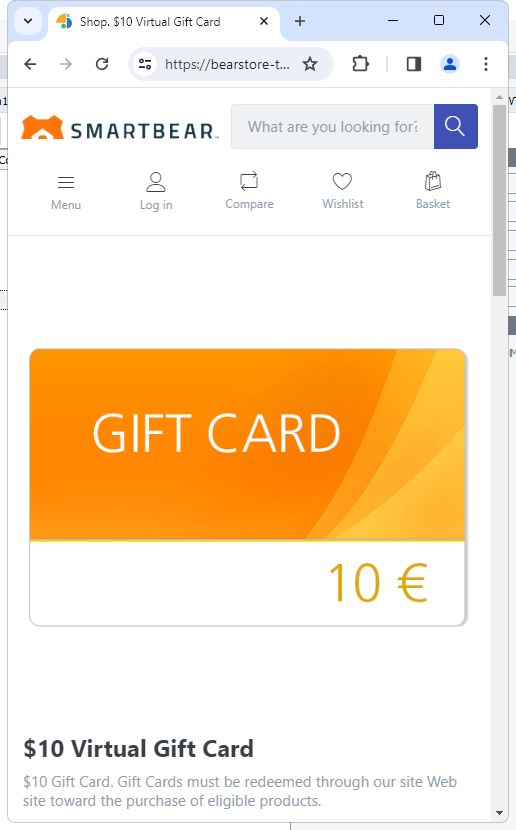 Shop. $10 Virtual Gift Card
https://bearstore-t...
SMARTBEAR
What are you looking for?
Menu
Log in
Compare
Wishlist
Basket
GIFT CARD
10 €
$10 Virtual Gift Card
$10 Gift Card. Gift Cards must be redeemed through our site Web
site toward the purchase of eligible products.